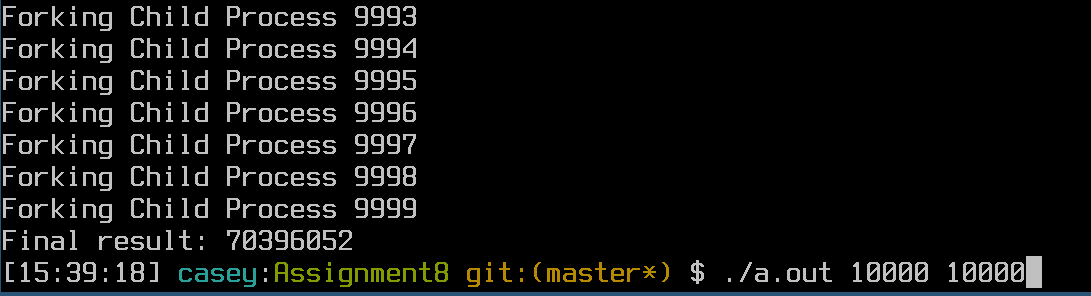 Forking Child Process 9993
Forking Child Process 9994
Forking Child Process 9995
Forking Child Process 9996
Forking Child Process 9997
Forking Child Process 9998
Forking Child Process 9999
Final result: 70396052
[15:39:18] casey:Assignment8 git:(master*) $ ./a.out 10000 10000